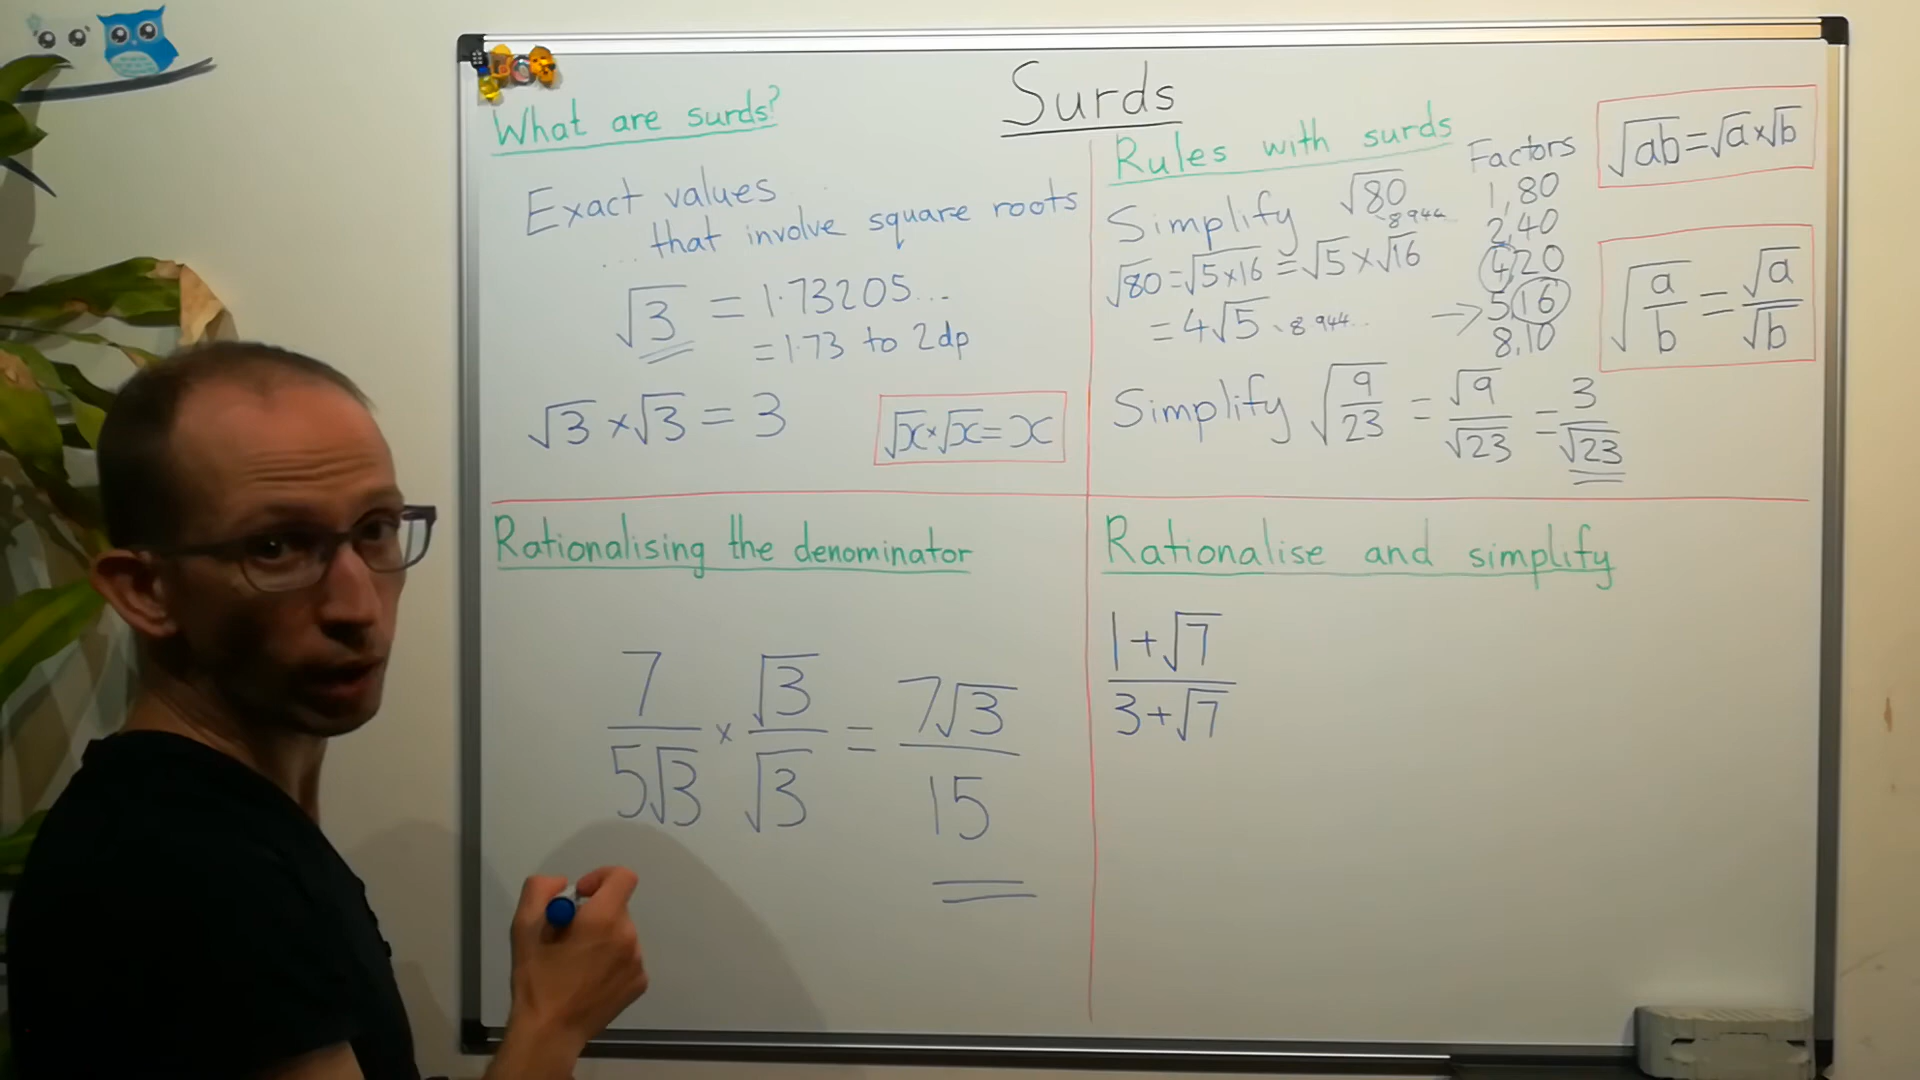 Surds
What are surds?
Exact values
... that involve square roots
√3 = 1.73205...
= 1.73 to 2dp
√3 × √3 = 3
√x × √x = x
Rules with surds
Simplify √80
8.944
√80 = √5×16 = √5 × √16
= 4√5 8.944...
Factors
1, 80
2, 40
4, 20
→ 5, 16
8, 10
√ab = √a × √b
√(a/b) = √a/√b
Simplify √(9/23) = √9/√23 = 3/√23
Rationalising the denominator
7/(5√3) × √3/√3 = 7√3/15
Rationalise and simplify
(1+√7)/(3+√7)